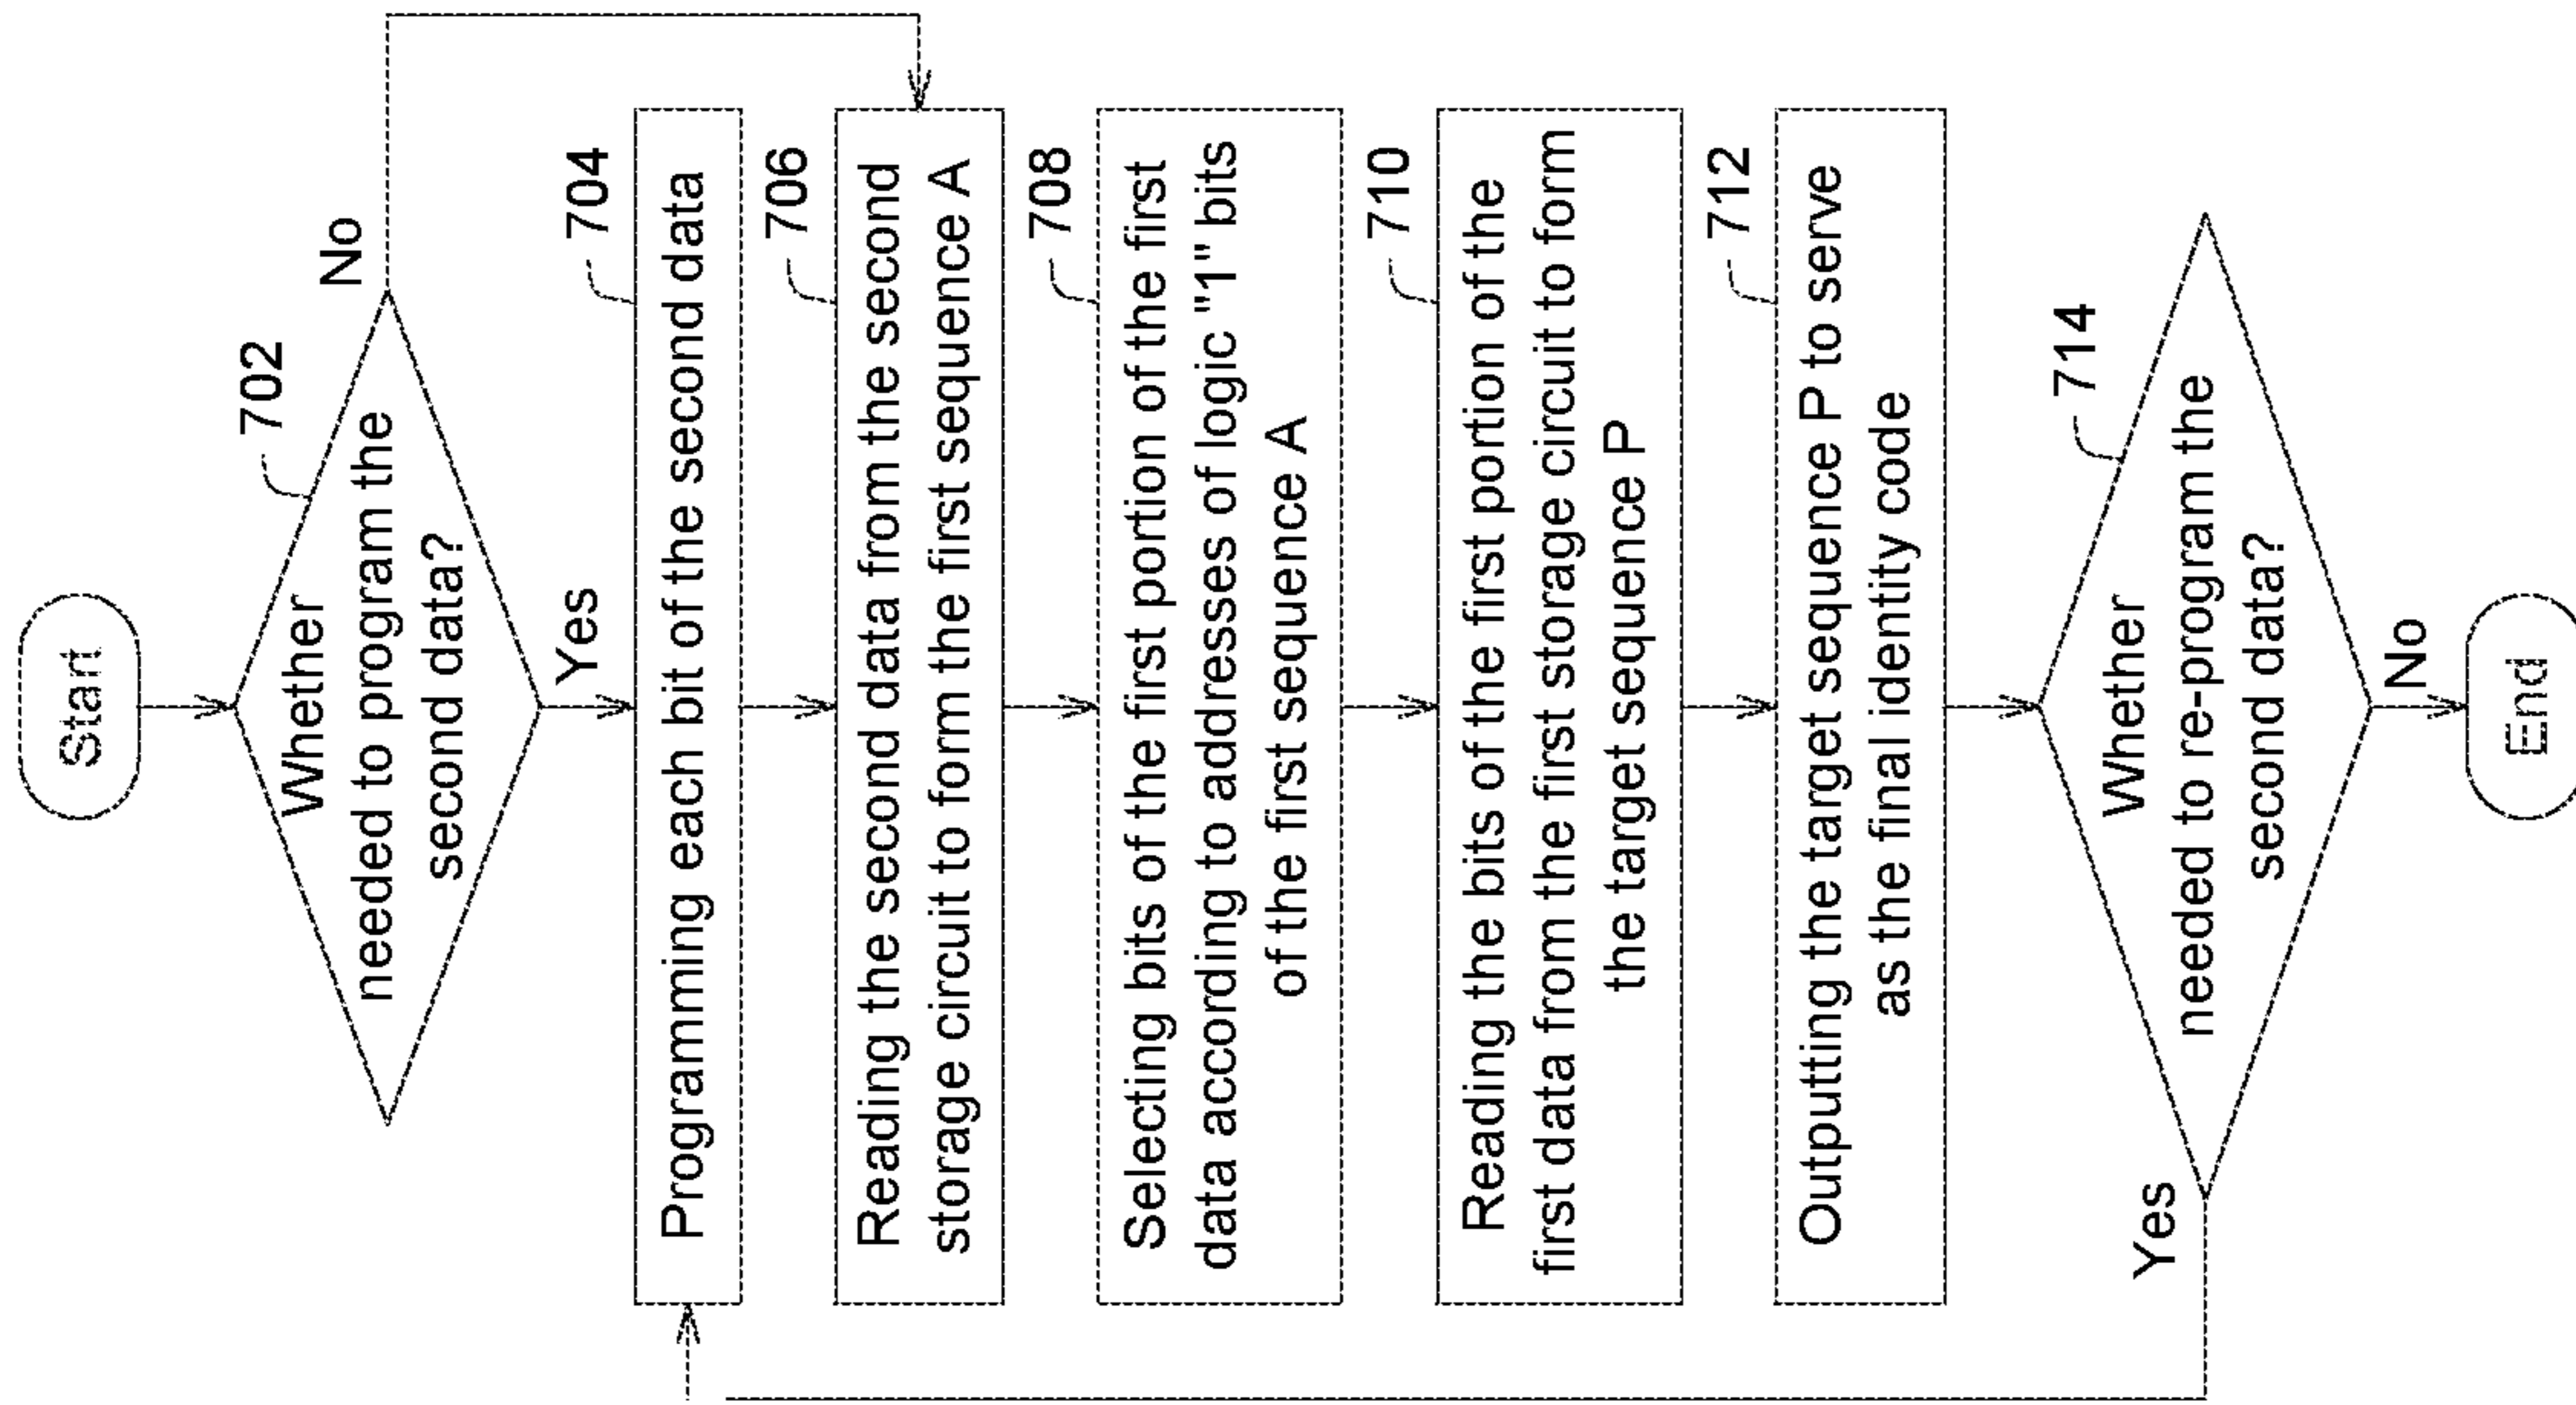 Start
702
Whether
needed to program the
second data?
No
Yes
704
Programming each bit of the second data
706
Reading the second data from the second
storage circuit to form the first sequence A
708
Selecting bits of the first portion of the first
data according to addresses of logic "1" bits
of the first sequence A
710
Reading the bits of the first portion of the
first data from the first storage circuit to form
the target sequence P
712
Outputting the target sequence P to serve
as the final identity code
714
Whether
needed to re-program the
second data?
Yes
No
End